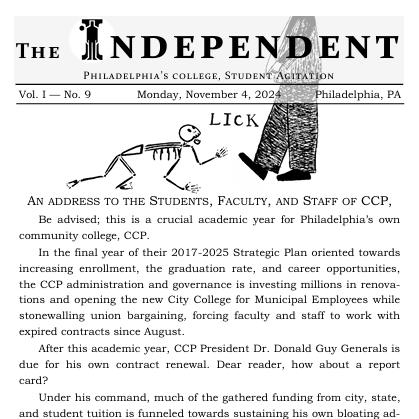 The Independent
Philadelphia's college, Student Agitation
Vol. I — No. 9 Monday, November 4, 2024 Philadelphia, PA
LICK
An address to the Students, Faculty, and Staff of CCP,
Be advised; this is a crucial academic year for Philadelphia's own
community college, CCP.
In the final year of their 2017-2025 Strategic Plan oriented towards
increasing enrollment, the graduation rate, and career opportunities,
the CCP administration and governance is investing millions in renova-
tions and opening the new City College for Municipal Employees while
stonewalling union bargaining, forcing faculty and staff to work with
expired contracts since August.
After this academic year, CCP President Dr. Donald Guy Generals is
due for his own contract renewal. Dear reader, how about a report
card?
Under his command, much of the gathered funding from city, state,
and student tuition is funneled towards sustaining his own bloating ad-